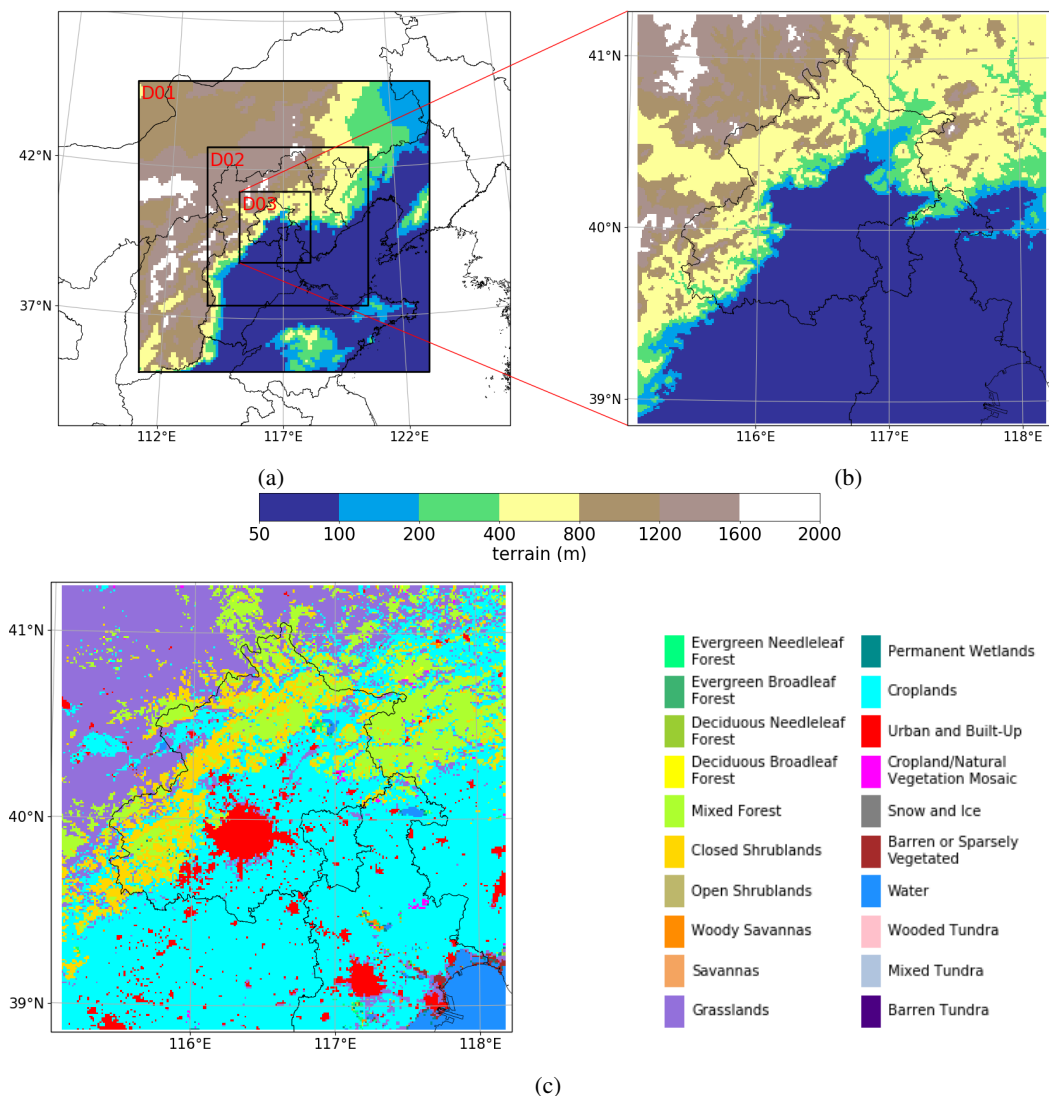 D01
D02
D03
42°N
37°N
112°E
117°E
122°E
(a)
41°N
40°N
39°N
116°E
117°E
118°E
(b)
50
100
200
400
800
1200
1600
2000
terrain (m)
41°N
40°N
39°N
116°E
117°E
118°E
Evergreen Needleleaf
Forest
Evergreen Broadleaf
Forest
Deciduous Needleleaf
Forest
Deciduous Broadleaf
Forest
Mixed Forest
Closed Shrublands
Open Shrublands
Woody Savannas
Savannas
Grasslands
Permanent Wetlands
Croplands
Urban and Built-Up
Cropland/Natural
Vegetation Mosaic
Snow and Ice
Barren or Sparsely
Vegetated
Water
Wooded Tundra
Mixed Tundra
Barren Tundra
(c)